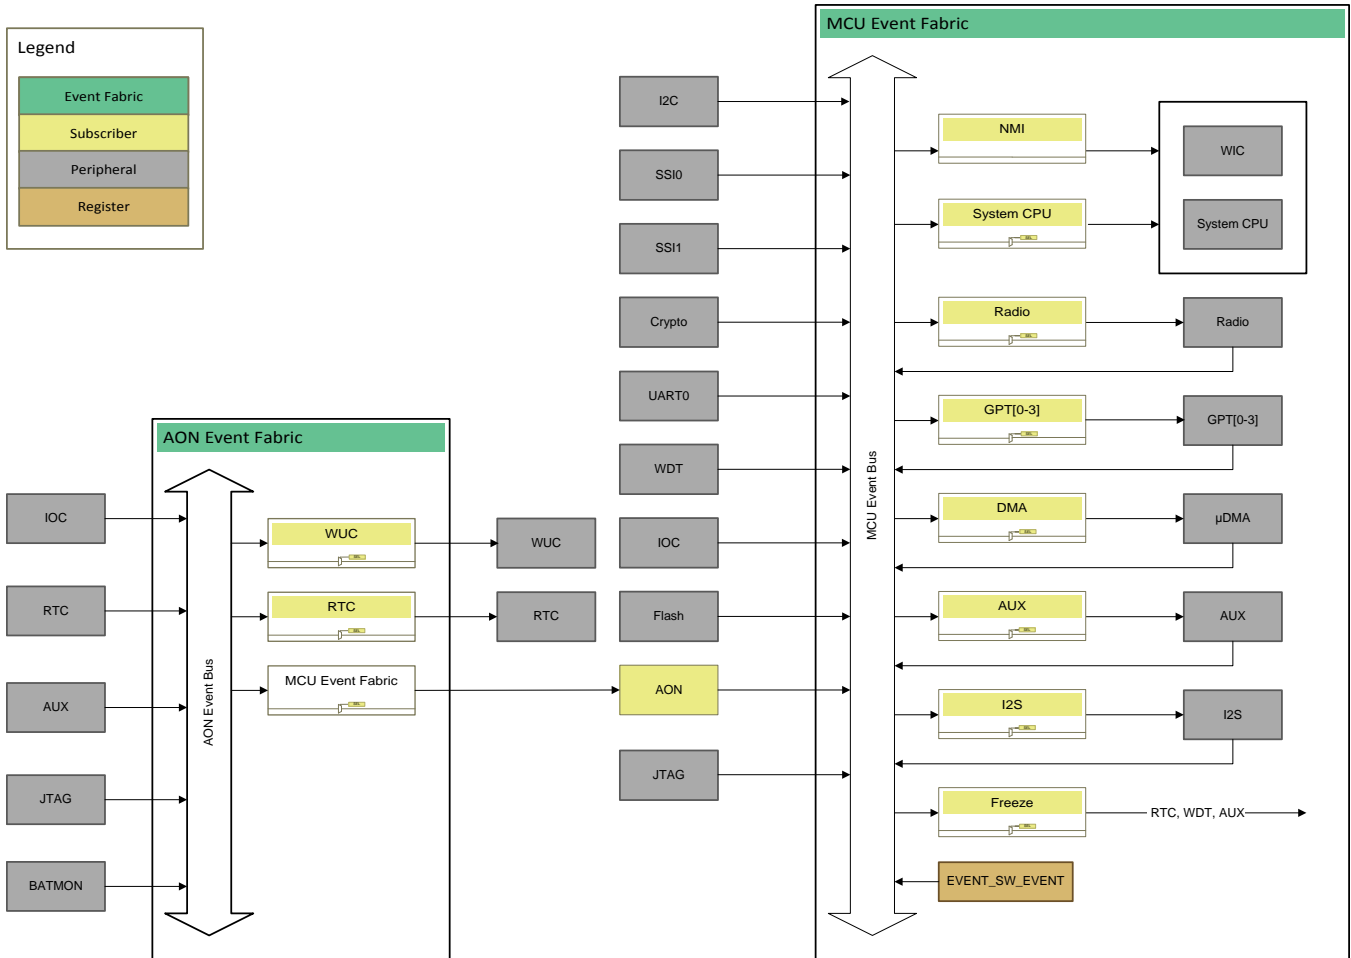 Legend
Event Fabric
Subscriber
Peripheral
Register
AON Event Fabric
IOC
RTC
AUX
JTAG
BATMON
AON Event Bus
WUC
RTC
MCU Event Fabric
WUC
RTC
I2C
SSI0
SSI1
Crypto
UART0
WDT
IOC
Flash
AON
JTAG
MCU Event Fabric
MCU Event Bus
NMI
System CPU
Radio
GPT[0-3]
DMA
AUX
I2S
Freeze
EVENT_SW_EVENT
WIC
System CPU
Radio
GPT[0-3]
µDMA
AUX
I2S
RTC, WDT, AUX